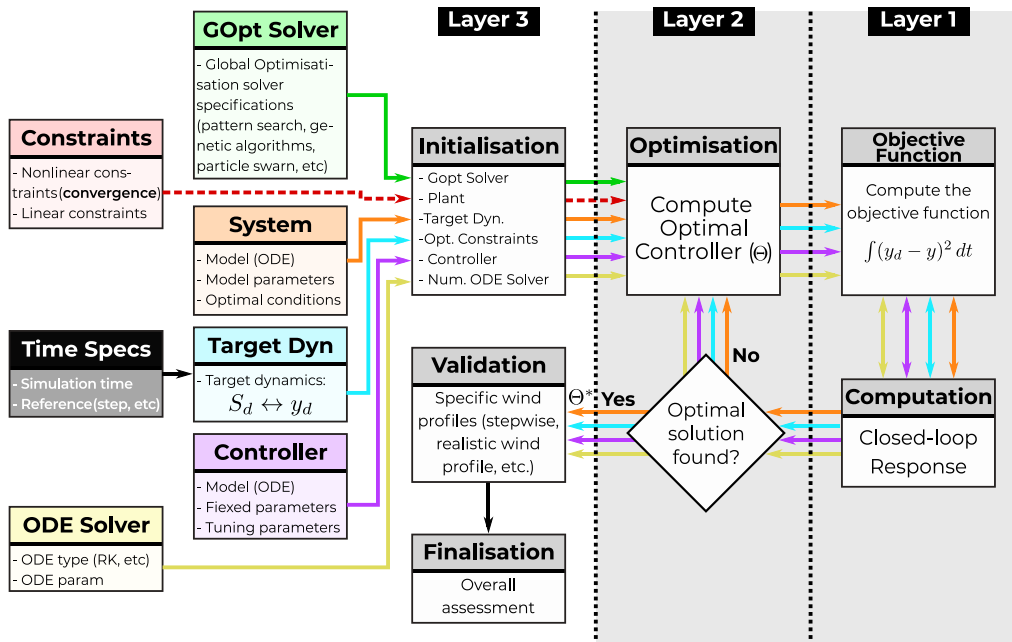 Layer 3
Layer 2
Layer 1
GOpt Solver
- Global Optimisati-
sation solver
specifications
(pattern search, ge-
netic algorithms,
particle swarn, etc)
Constraints
- Nonlinear cons-
traints(convergence)
- Linear constraints
System
- Model (ODE)
- Model parameters
- Optimal conditions
Time Specs
- Simulation time
- Reference(step, etc)
Target Dyn
- Target dynamics:
S_d ↔ y_d
Controller
- Model (ODE)
- Fiexed parameters
- Tuning parameters
ODE Solver
- ODE type (RK, etc)
- ODE param
Initialisation
- Gopt Solver
- Plant
-Target Dyn.
-Opt. Constraints
- Controller
- Num. ODE Solver
Optimisation
Compute
Optimal
Controller (Θ)
Objective
Function
Compute the
objective function
∫(y_d − y)² dt
Computation
Closed-loop
Response
No
Optimal
solution
found?
Yes
Θ*
Validation
Specific wind
profiles (stepwise,
realistic wind
profile, etc.)
Finalisation
Overall
assessment